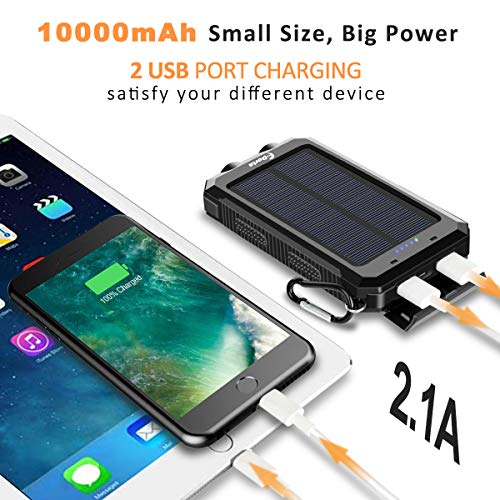 10000mAh Small Size, Big Power
2 USB PORT CHARGING
satisfy your different device
100% Charged
2.1A